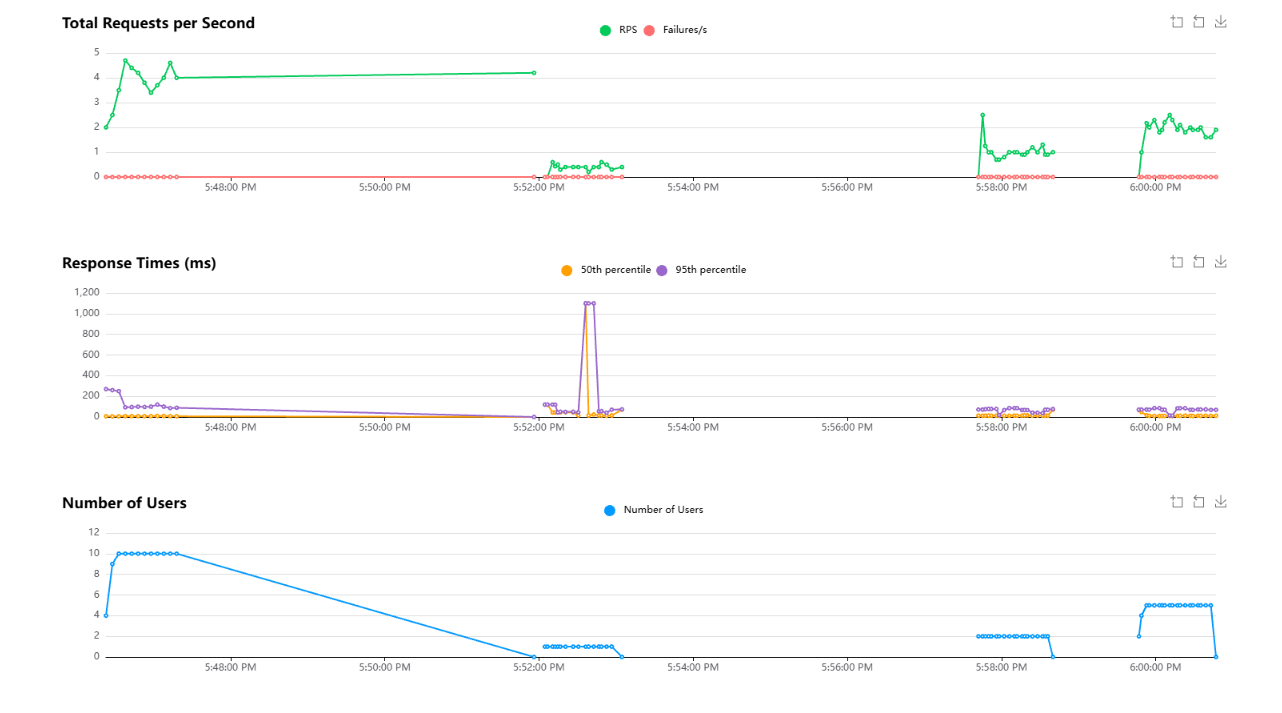 Total Requests per Second
RPS Failures/s
5
4
3
2
1
0
5:48:00 PM 5:50:00 PM 5:52:00 PM 5:54:00 PM 5:56:00 PM 5:58:00 PM 6:00:00 PM
Response Times (ms)
50th percentile 95th percentile
1,200
1,000
800
600
400
200
0
5:48:00 PM 5:50:00 PM 5:52:00 PM 5:54:00 PM 5:56:00 PM 5:58:00 PM 6:00:00 PM
Number of Users
Number of Users
12
10
8
6
4
2
0
5:48:00 PM 5:50:00 PM 5:52:00 PM 5:54:00 PM 5:56:00 PM 5:58:00 PM 6:00:00 PM